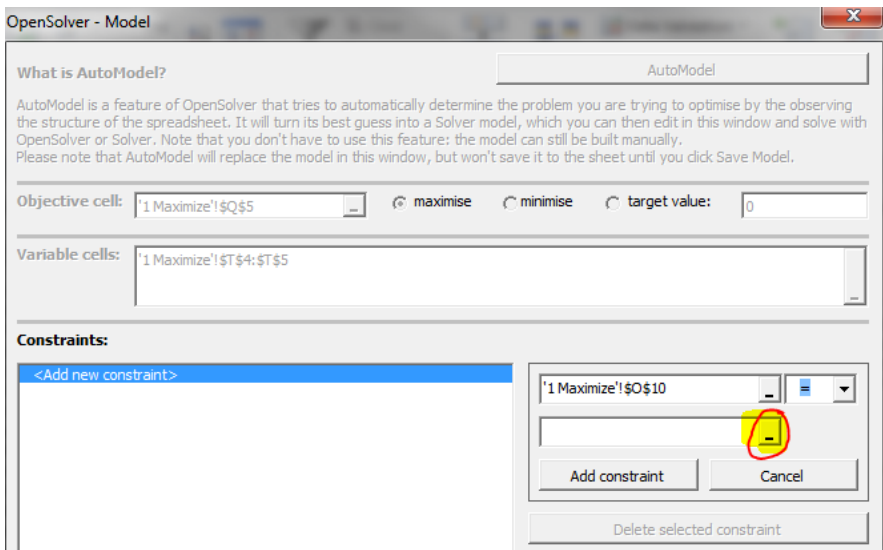 OpenSolver - Model
What is AutoModel?
AutoModel
AutoModel is a feature of OpenSolver that tries to automatically determine the problem you are trying to optimise by the observing
the structure of the spreadsheet. It will turn its best guess into a Solver model, which you can then edit in this window and solve with
OpenSolver or Solver. Note that you don't have to use this feature: the model can still be built manually.
Please note that AutoModel will replace the model in this window, but won't save it to the sheet until you click Save Model.
Objective cell: '1 Maximize'!$Q$5 _ maximise minimise target value: 0
Variable cells: '1 Maximize'!$T$4:$T$5 _
Constraints:
<Add new constraint>
'1 Maximize'!$O$10 _ =
_
Add constraint Cancel
Delete selected constraint